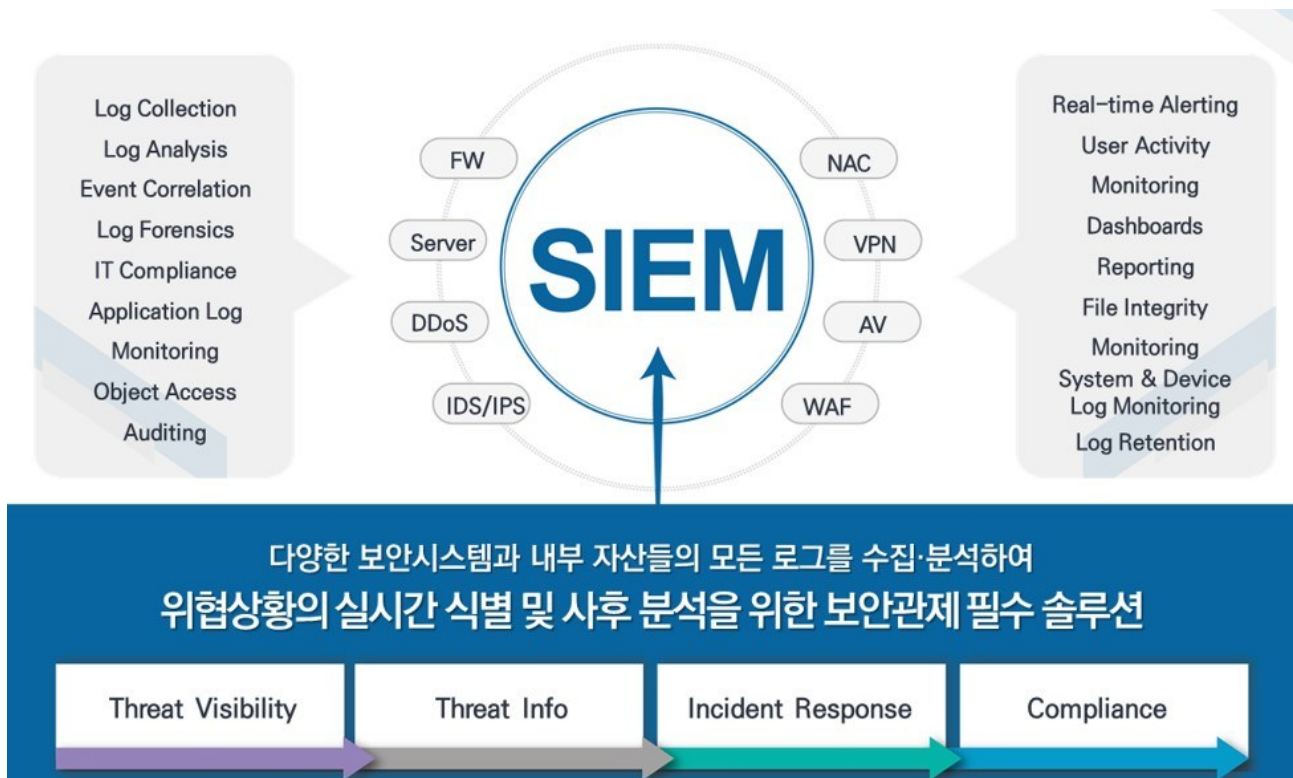 Log Collection
Log Analysis
Event Correlation
Log Forensics
IT Compliance
Application Log
Monitoring
Object Access
Auditing
FW
Server
DDoS
IDS/IPS
SIEM
NAC
VPN
AV
WAF
Real-time Alerting
User Activity
Monitoring
Dashboards
Reporting
File Integrity
Monitoring
System & Device
Log Monitoring
Log Retention
다양한 보안시스템과 내부 자산들의 모든 로그를 수집·분석하여
위협상황의 실시간 식별 및 사후 분석을 위한 보안관제 필수 솔루션
Threat Visibility
Threat Info
Incident Response
Compliance